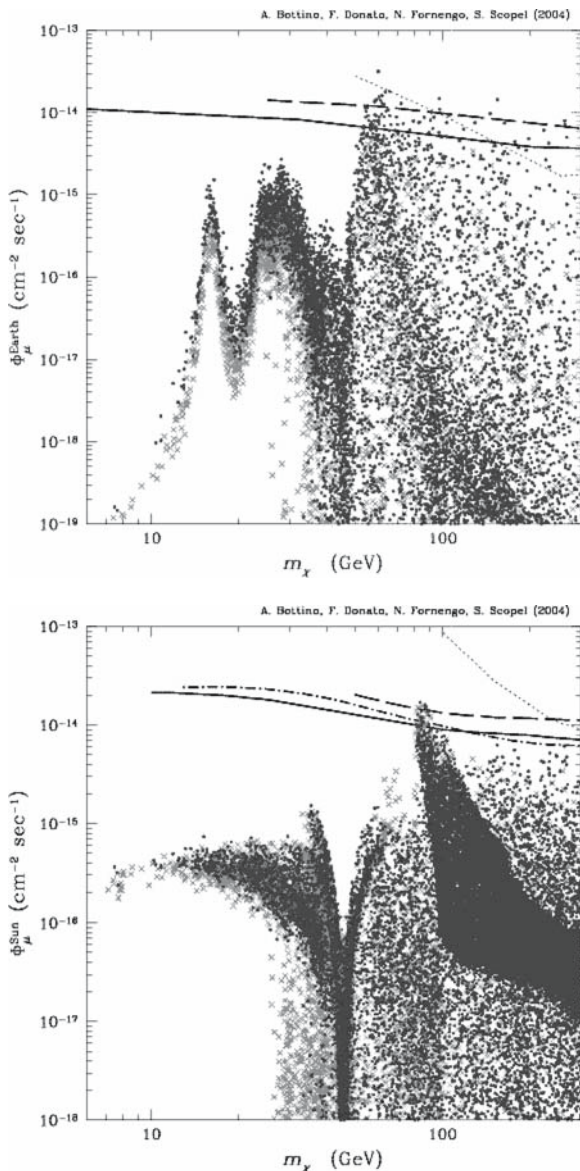 A. Bottino, F. Donato, N. Fornengo, S. Scopel (2004)
10⁻¹³
10⁻¹⁴
10⁻¹⁵
10⁻¹⁶
10⁻¹⁷
10⁻¹⁸
10⁻¹⁹
Φ_μ^Earth (cm⁻² sec⁻¹)
10 100
m_χ (GeV)
A. Bottino, F. Donato, N. Fornengo, S. Scopel (2004)
10⁻¹³
10⁻¹⁴
10⁻¹⁵
10⁻¹⁶
10⁻¹⁷
10⁻¹⁸
Φ_μ^Sun (cm⁻² sec⁻¹)
10 100
m_χ (GeV)